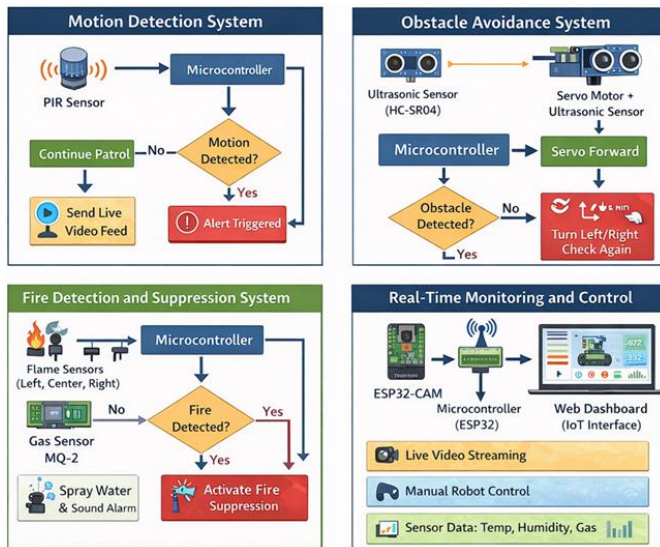 Motion Detection System
PIR Sensor
Microcontroller
Motion
Detected?
No
Continue Patrol
Yes
Send Live
Video Feed
Alert Triggered
Obstacle Avoidance System
Ultrasonic Sensor
(HC-SR04)
Servo Motor +
Ultrasonic Sensor
Microcontroller
Servo Forward
Obstacle
Detected?
No
Yes
Turn Left/Right
Check Again
Fire Detection and Suppression System
Flame Sensors
(Left, Center, Right)
Microcontroller
Gas Sensor
MQ-2
No
Fire
Detected?
Yes
Yes
Spray Water
& Sound Alarm
Activate Fire
Suppression
Real-Time Monitoring and Control
ESP32-CAM
Microcontroller
(ESP32)
Web Dashboard
(IoT Interface)
Live Video Streaming
Manual Robot Control
Sensor Data: Temp, Humidity, Gas